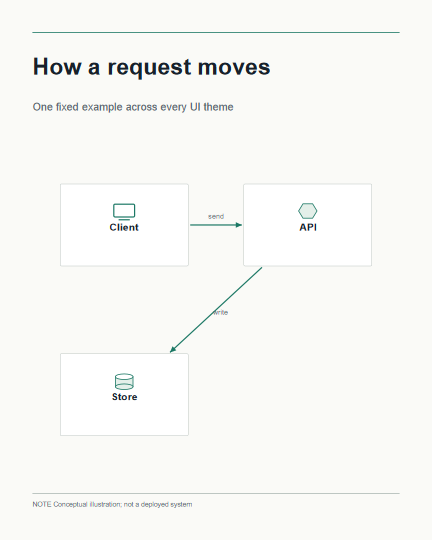 How a request moves
One fixed example across every UI theme
send
Client
API
write
Store
NOTE Conceptual illustration; not a deployed system